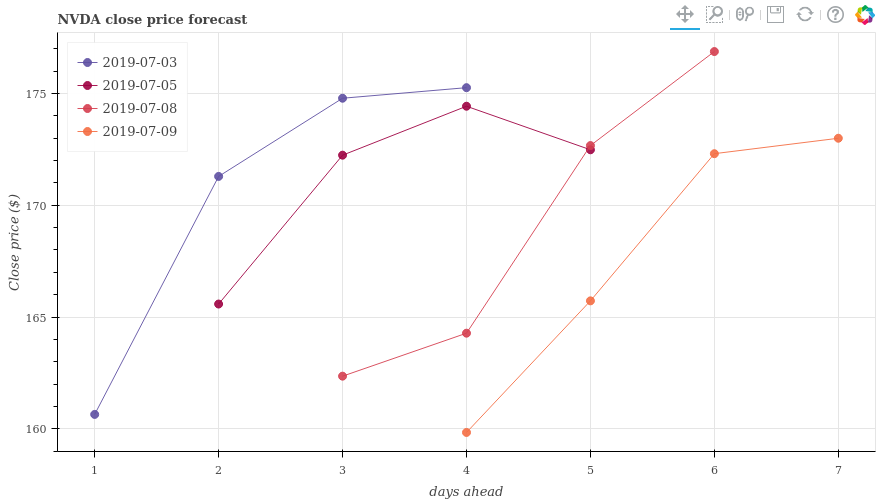 NVDA close price forecast
2019-07-03
2019-07-05
2019-07-08
2019-07-09
175
170
165
160
Close price ($)
1 2 3 4 5 6 7
days ahead